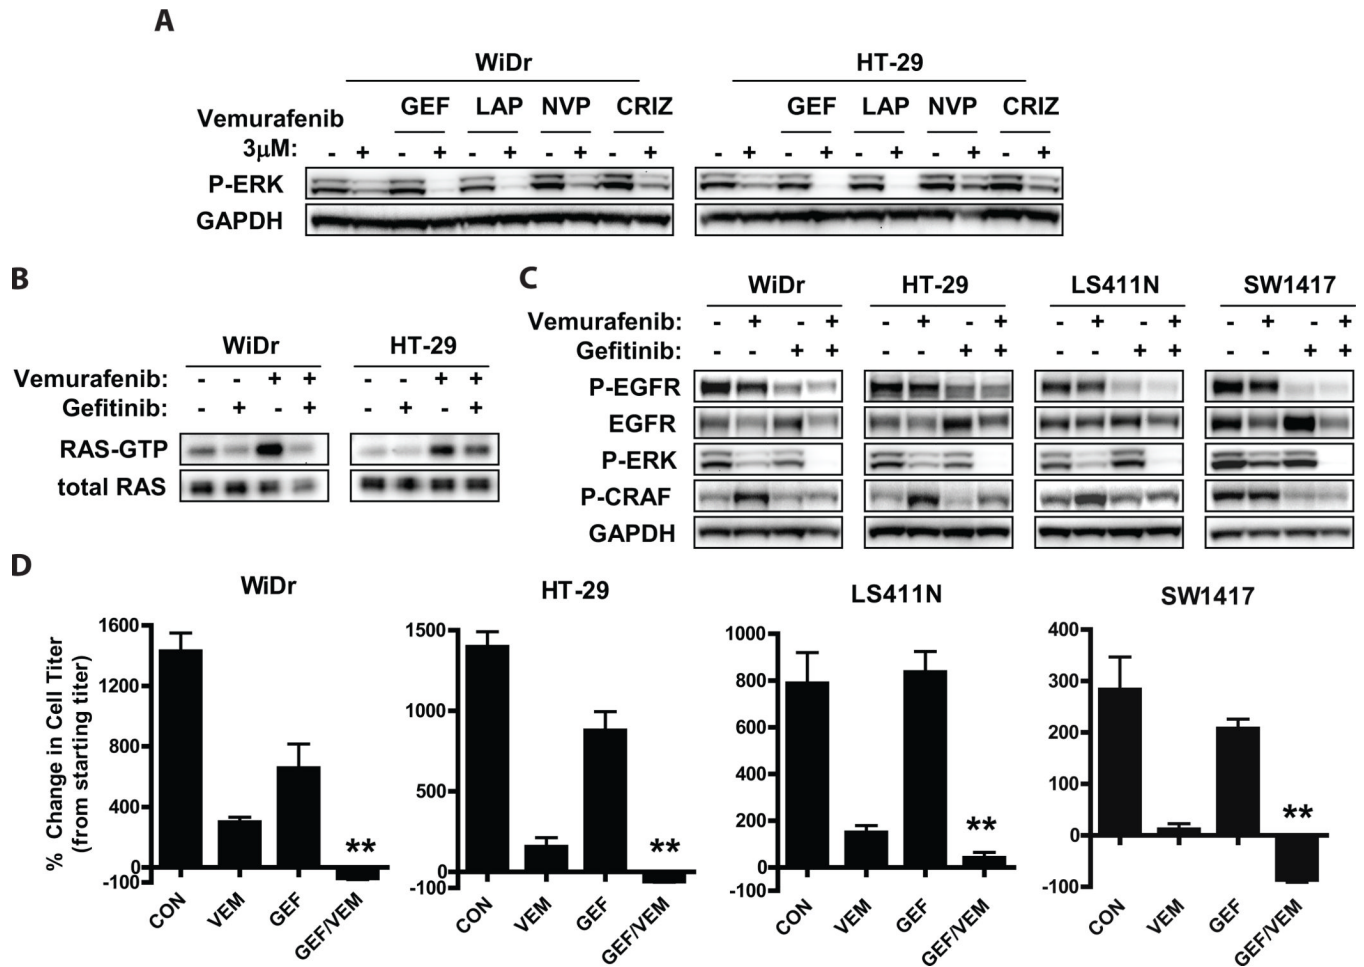 A
WiDr HT-29
GEF LAP NVP CRIZ GEF LAP NVP CRIZ
Vemurafenib
3μM: - + - + - + - + - + - + - + - + - + - +
P-ERK
GAPDH
B
WiDr HT-29
Vemurafenib: - - + + - - + +
Gefitinib: - + - + - + - +
RAS-GTP
total RAS
C
WiDr HT-29 LS411N SW1417
Vemurafenib: - + - + - + - + - + - + - + - +
Gefitinib: - - + + - - + + - - + + - - + +
P-EGFR
EGFR
P-ERK
P-CRAF
GAPDH
D
% Change in Cell Titer
(from starting titer)
WiDr
1600
1200
800
400
0
-100
**
CON VEM GEF GEF/VEM
HT-29
1500
1000
500
0
-100
**
CON VEM GEF GEF/VEM
LS411N
1000
800
600
400
200
0
-100
**
CON VEM GEF GEF/VEM
SW1417
400
300
200
100
0
-100
**
CON VEM GEF GEF/VEM